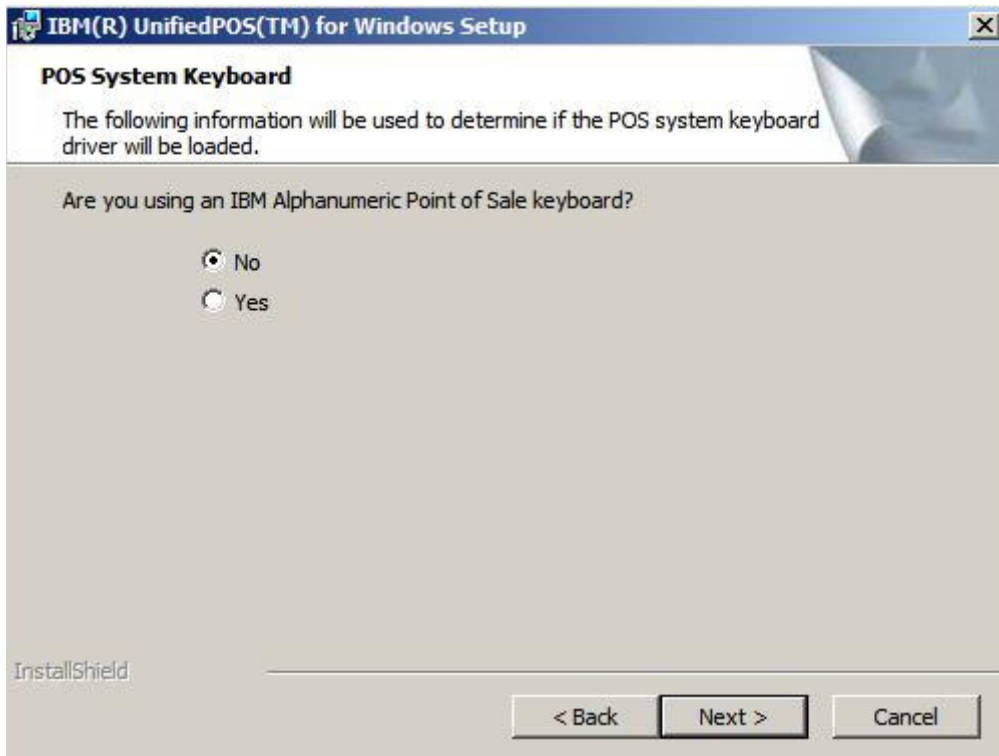 IBM(R) UnifiedPOS(TM) for Windows Setup
POS System Keyboard
The following information will be used to determine if the POS system keyboard
driver will be loaded.
Are you using an IBM Alphanumeric Point of Sale keyboard?
No
Yes
InstallShield
< Back
Next >
Cancel